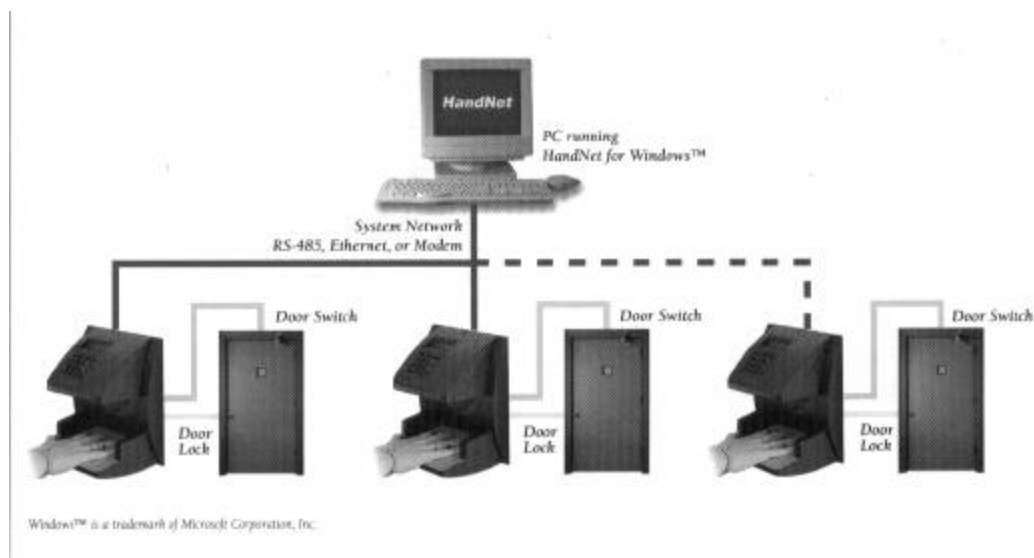 HandNet
PC running
HandNet for Windows™
System Network
RS-485, Ethernet, or Modem
Door Switch
Door Switch
Door Switch
Door
Lock
Door
Lock
Door
Lock
Windows™ is a trademark of Microsoft Corporation, Inc.